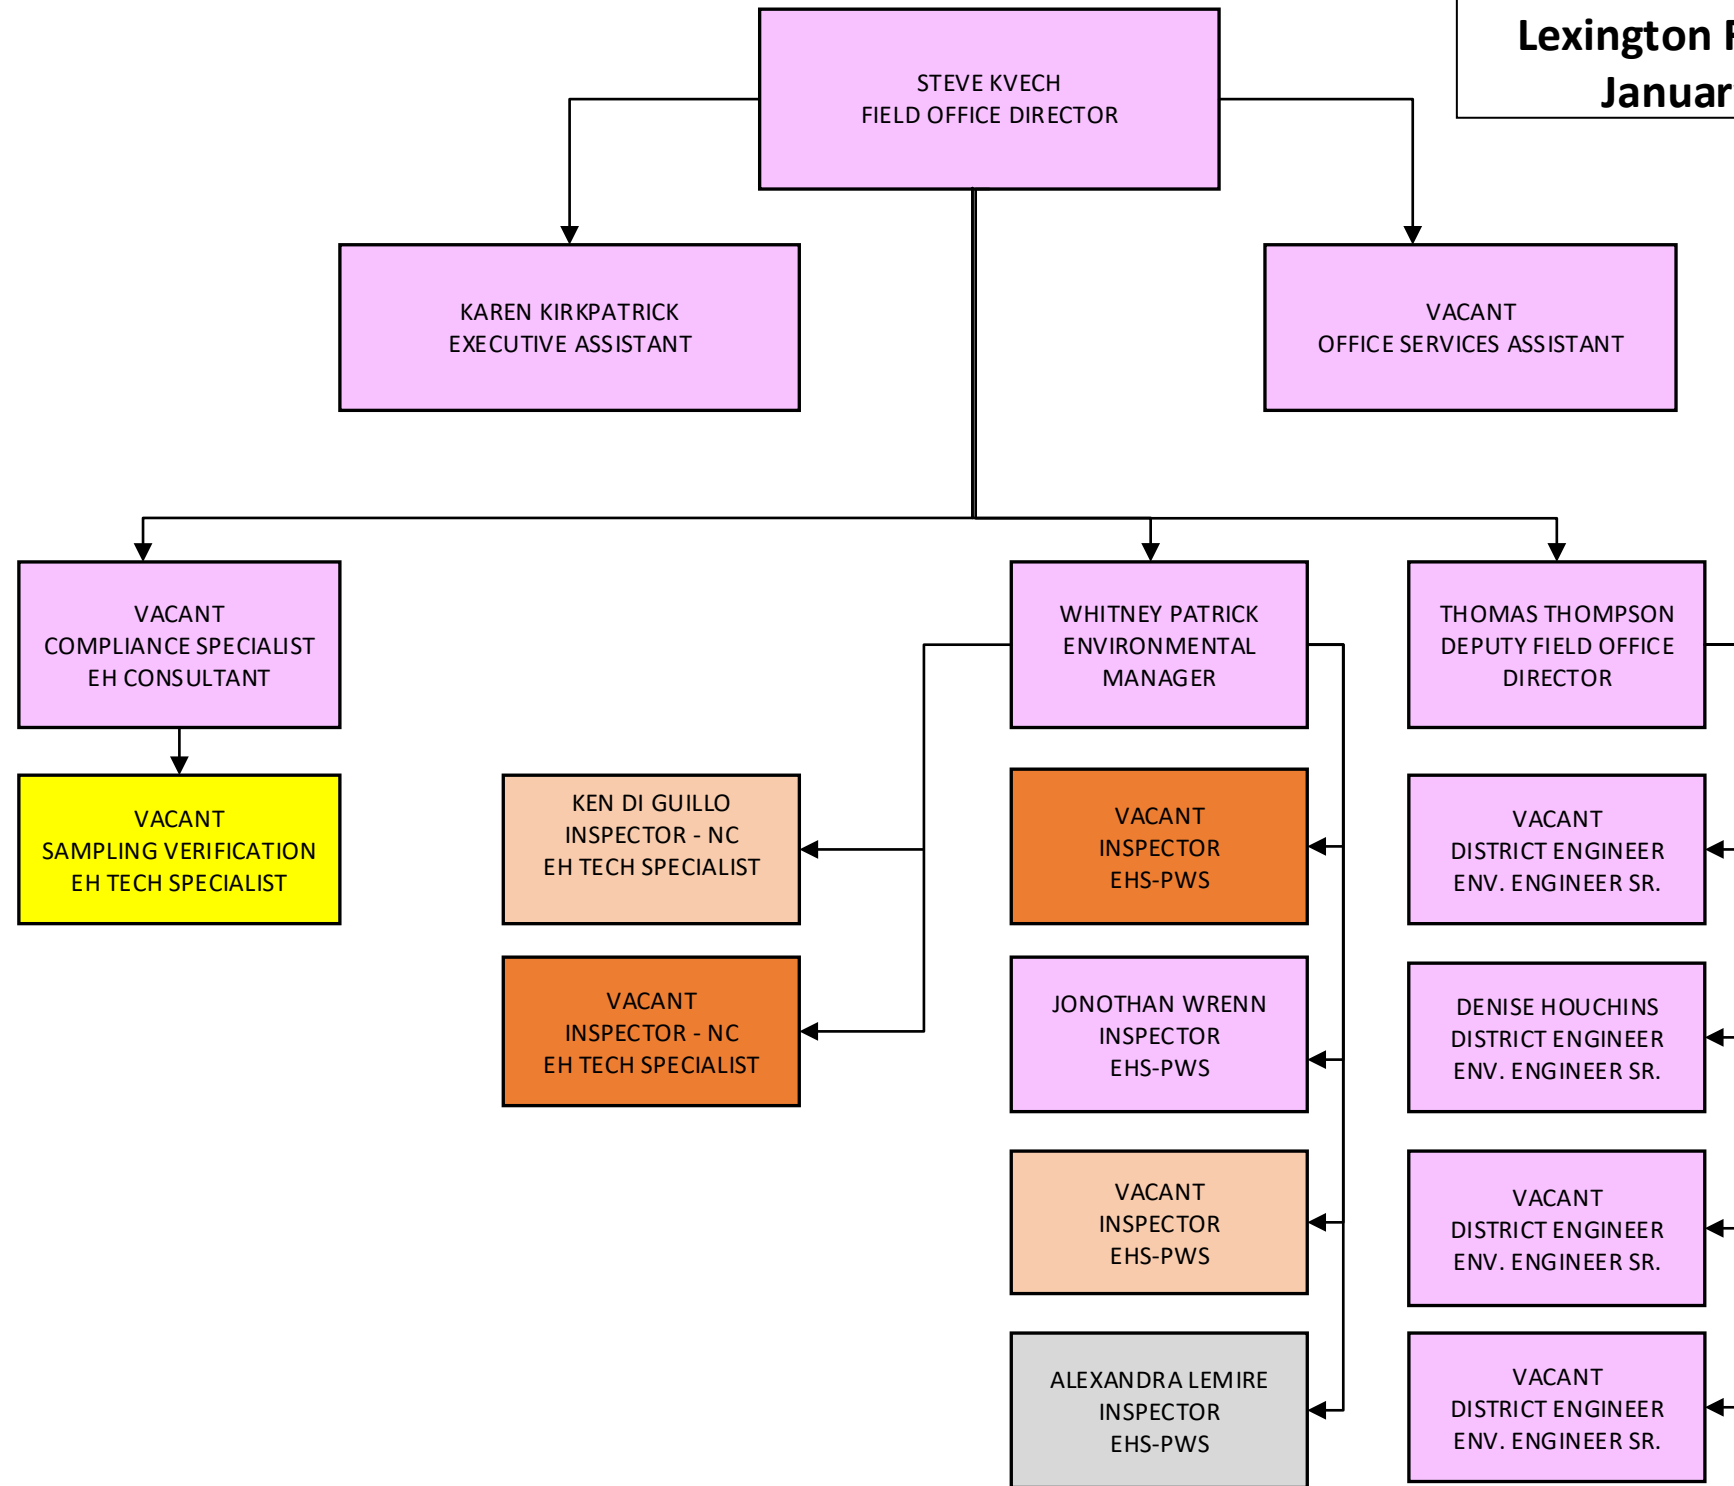 Lexington
Januar
STEVE KVECH
FIELD OFFICE DIRECTOR
KAREN KIRKPATRICK
EXECUTIVE ASSISTANT
VACANT
OFFICE SERVICES ASSISTANT
VACANT
COMPLIANCE SPECIALIST
EH CONSULTANT
WHITNEY PATRICK
ENVIRONMENTAL
MANAGER
THOMAS THOMPSON
DEPUTY FIELD OFFICE
DIRECTOR
VACANT
SAMPLING VERIFICATION
EH TECH SPECIALIST
KEN DI GUILLO
INSPECTOR - NC
EH TECH SPECIALIST
VACANT
INSPECTOR
EHS-PWS
VACANT
DISTRICT ENGINEER
ENV. ENGINEER SR.
VACANT
INSPECTOR - NC
EH TECH SPECIALIST
JONOTHAN WRENN
INSPECTOR
EHS-PWS
DENISE HOUCHINS
DISTRICT ENGINEER
ENV. ENGINEER SR.
VACANT
INSPECTOR
EHS-PWS
VACANT
DISTRICT ENGINEER
ENV. ENGINEER SR.
ALEXANDRA LEMIRE
INSPECTOR
EHS-PWS
VACANT
DISTRICT ENGINEER
ENV. ENGINEER SR.